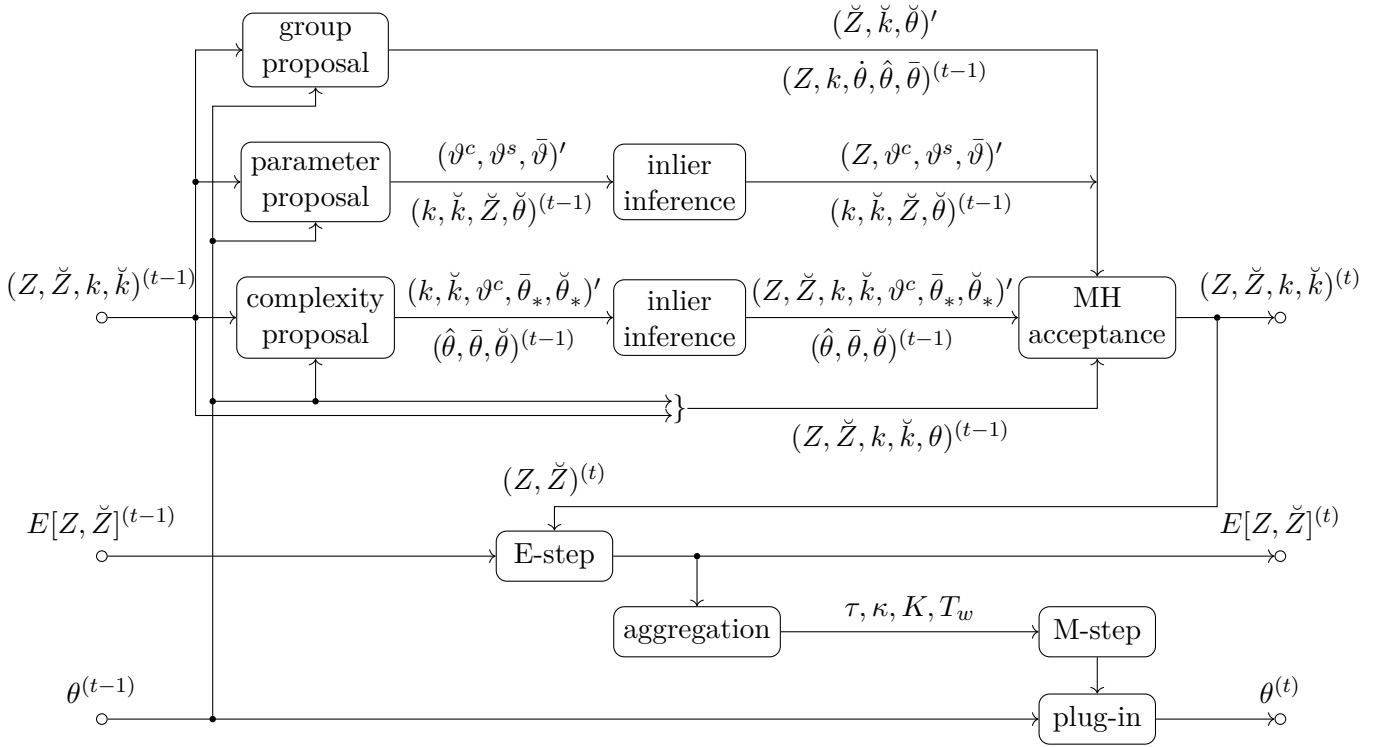 group
proposal
(Z̆, k̆, θ̆)′
(Z, k, θ̇, θ̂, θ̄)^(t−1)
parameter
proposal
(ϑ^c, ϑ^s, ϑ̄)′
(k, k̆, Z̆, θ̆)^(t−1)
inlier
inference
(Z, ϑ^c, ϑ^s, ϑ̄)′
(k, k̆, Z̆, θ̆)^(t−1)
(Z, Z̆, k, k̆)^(t−1)
complexity
proposal
(k, k̆, ϑ^c, θ̄_*, θ̆_*)′
(θ̂, θ̄, θ̆)^(t−1)
inlier
inference
(Z, Z̆, k, k̆, ϑ^c, θ̄_*, θ̆_*)′
(θ̂, θ̄, θ̆)^(t−1)
MH
acceptance
(Z, Z̆, k, k̆)^(t)
}
(Z, Z̆, k, k̆, θ)^(t−1)
(Z, Z̆)^(t)
E[Z, Z̆]^(t−1)
E-step
E[Z, Z̆]^(t)
aggregation
τ, κ, K, T_w
M-step
θ^(t−1)
plug-in
θ^(t)